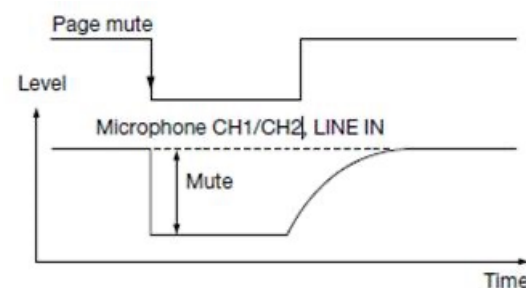 Page mute
Level
Microphone CH1/CH2, LINE IN
Mute
Time